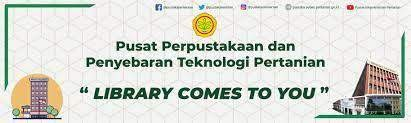 Pusat Perpustakaan dan
Penyebaran Teknologi Pertanian
“ LIBRARY COMES TO YOU ”